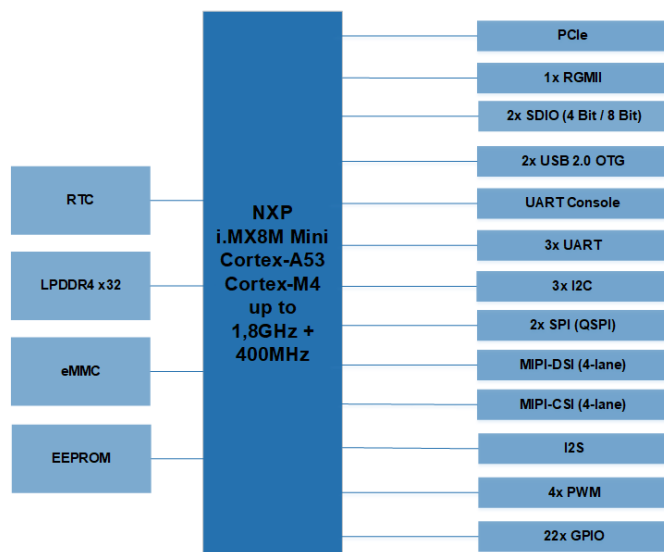 RTC
LPDDR4 x32
eMMC
EEPROM
NXP
i.MX8M Mini
Cortex-A53
Cortex-M4
up to
1,8GHz +
400MHz
PCIe
1x RGMII
2x SDIO (4 Bit / 8 Bit)
2x USB 2.0 OTG
UART Console
3x UART
3x I2C
2x SPI (QSPI)
MIPI-DSI (4-lane)
MIPI-CSI (4-lane)
I2S
4x PWM
22x GPIO